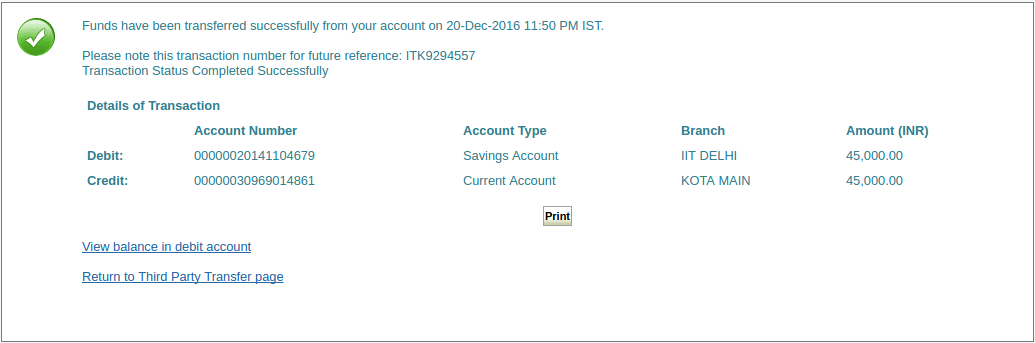 Funds have been transferred successfully from your account on 20-Dec-2016 11:50 PM IST.
Please note this transaction number for future reference: ITK9294557
Transaction Status Completed Successfully
Details of Transaction
Account Number Account Type Branch Amount (INR)
Debit: 00000020141104679 Savings Account IIT DELHI 45,000.00
Credit: 00000030969014861 Current Account KOTA MAIN 45,000.00
Print
View balance in debit account
Return to Third Party Transfer page